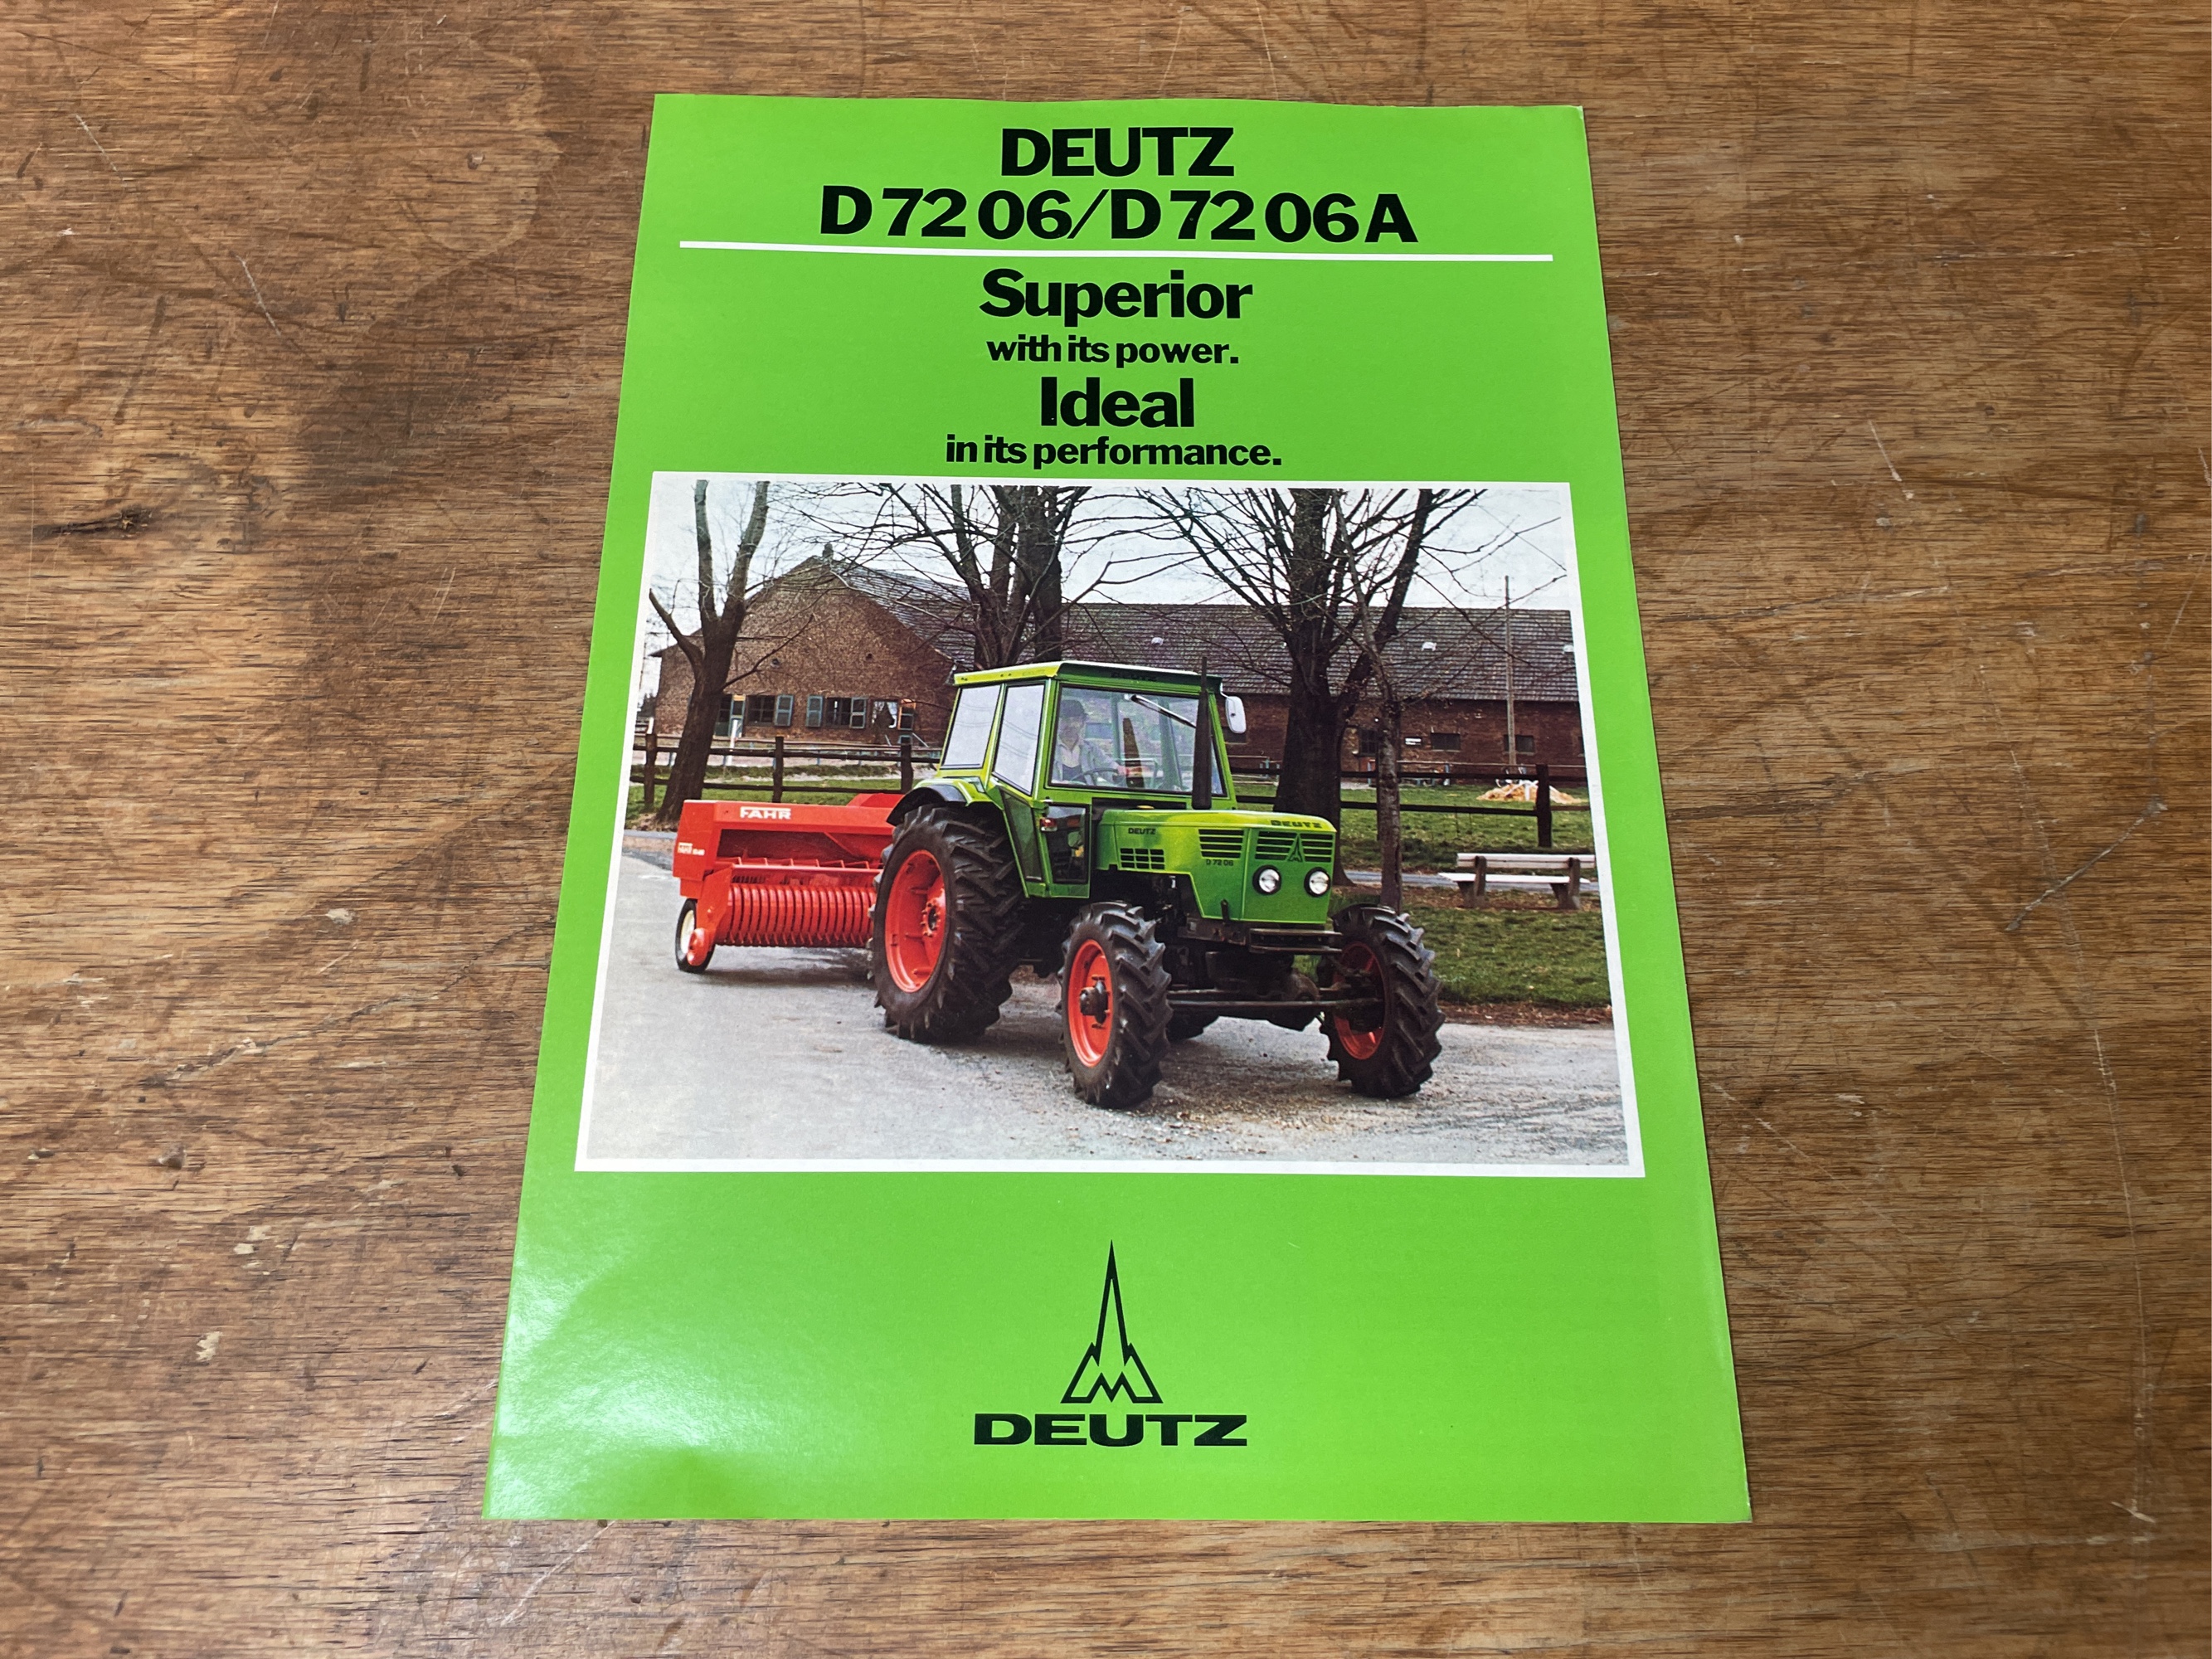 DEUTZ
D 72 06/D 72 06 A
Superior
with its power.
Ideal
in its performance.
DEUTZ
FAHR
DEUTZ
DEUTZ
D 72 06
DEUTZ